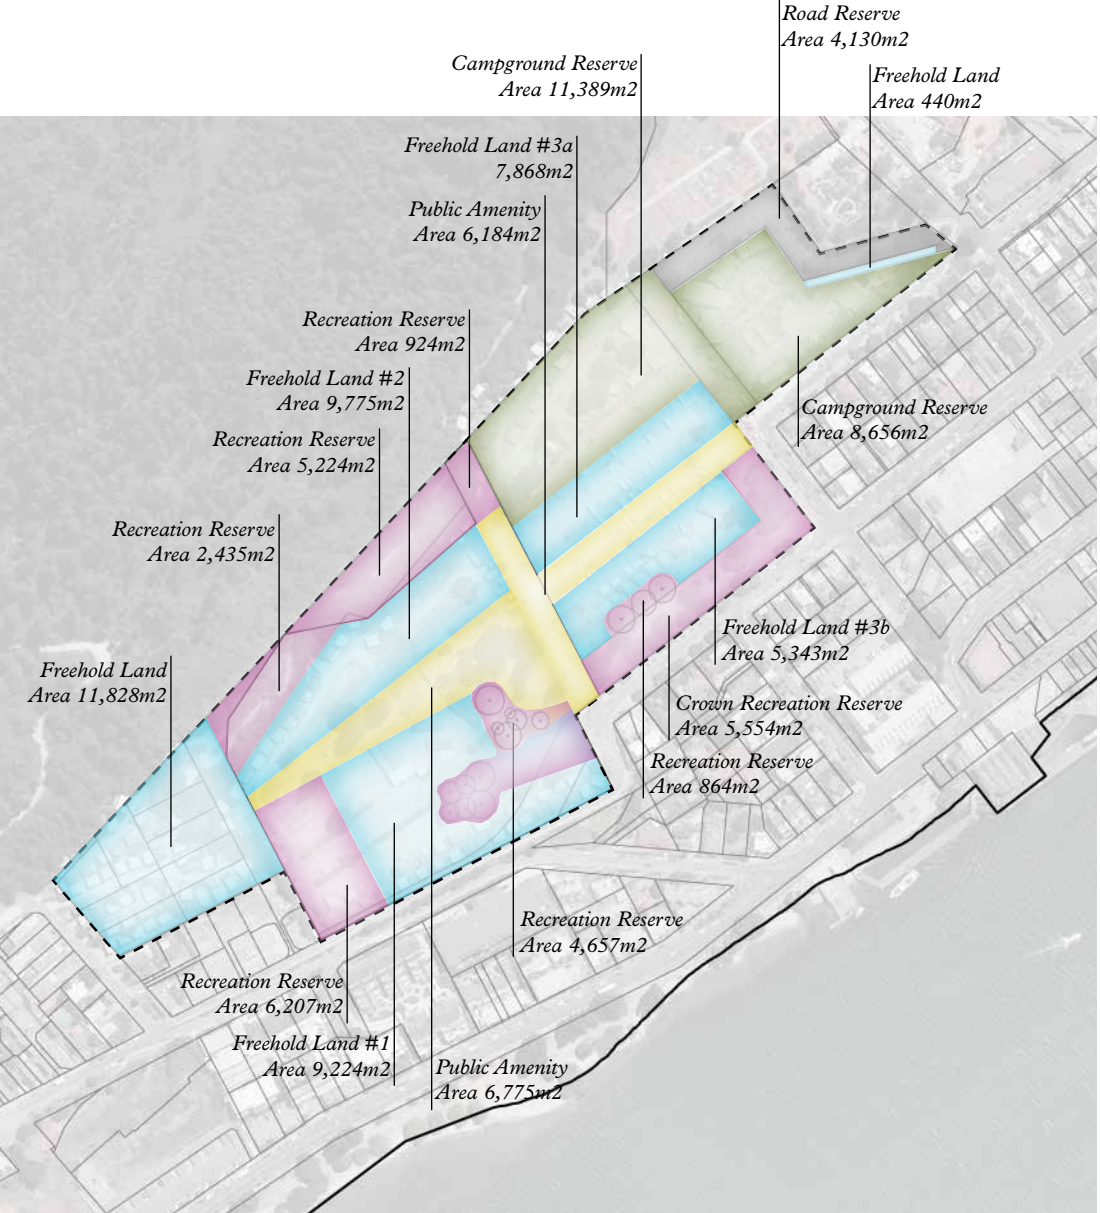 Road Reserve
Area 4,130m2
Campground Reserve
Area 11,389m2
Freehold Land
Area 440m2
Freehold Land #3a
7,868m2
Public Amenity
Area 6,184m2
Recreation Reserve
Area 924m2
Freehold Land #2
Area 9,775m2
Campground Reserve
Area 8,656m2
Recreation Reserve
Area 5,224m2
Recreation Reserve
Area 2,435m2
Freehold Land #3b
Area 5,343m2
Freehold Land
Area 11,828m2
Crown Recreation Reserve
Area 5,554m2
Recreation Reserve
Area 864m2
Recreation Reserve
Area 4,657m2
Recreation Reserve
Area 6,207m2
Freehold Land #1
Area 9,224m2
Public Amenity
Area 6,775m2